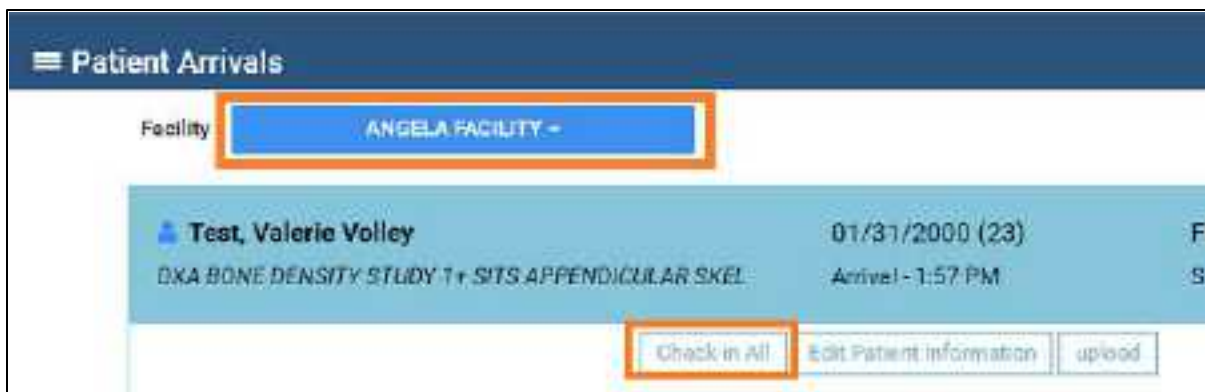 Patient Arrivals
Facility ANGELA FACILITY
Test, Valerie Volley 01/31/2000 (23) F
DXA BONE DENSITY STUDY 1+ SITS APPENDICULAR SKEL Arrival - 1:57 PM S
Check in All Edit Patient Information upload